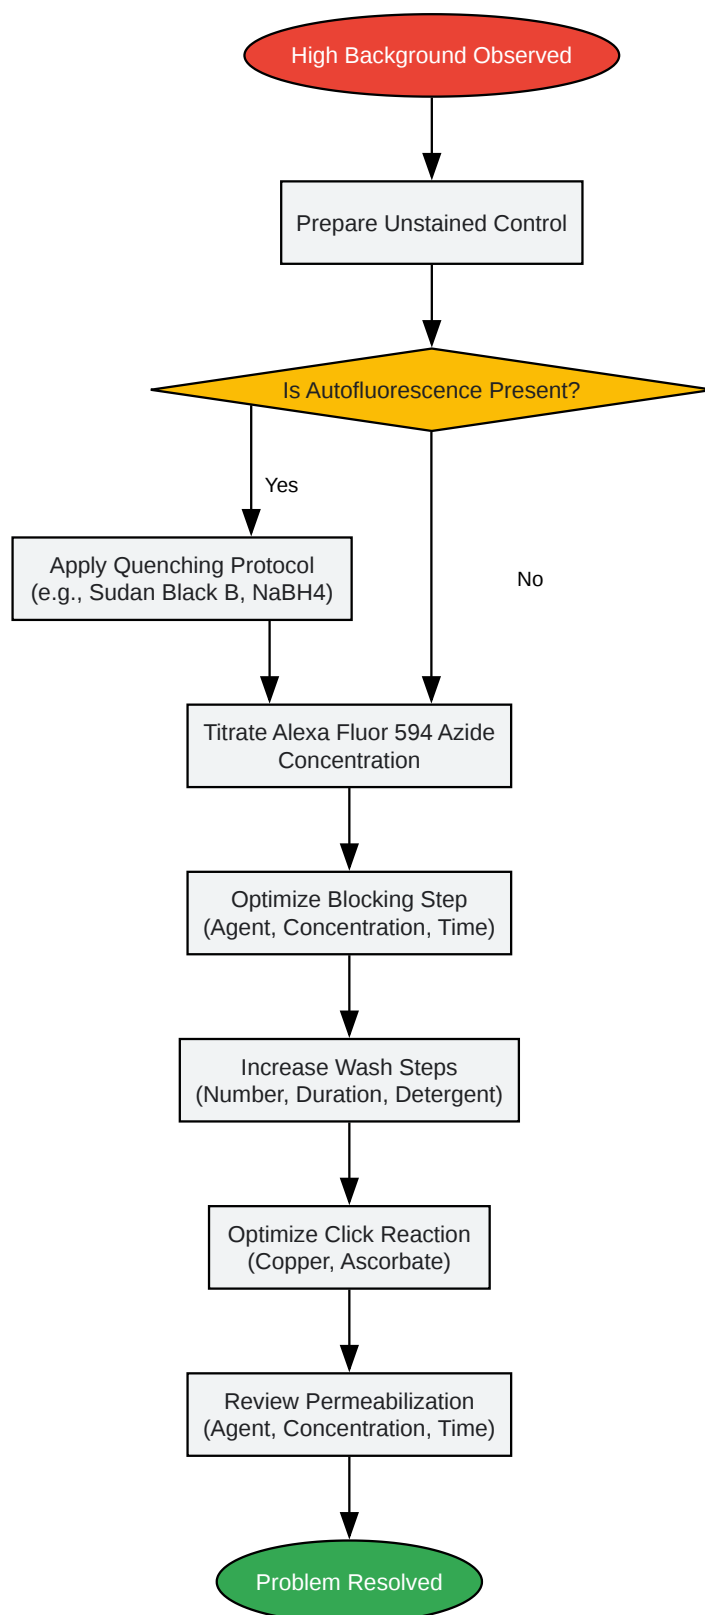 High Background Observed
Prepare Unstained Control
Is Autofluorescence Present?
Yes
Apply Quenching Protocol
(e.g., Sudan Black B, NaBH4)
No
Titrate Alexa Fluor 594 Azide
Concentration
Optimize Blocking Step
(Agent, Concentration, Time)
Increase Wash Steps
(Number, Duration, Detergent)
Optimize Click Reaction
(Copper, Ascorbate)
Review Permeabilization
(Agent, Concentration, Time)
Problem Resolved